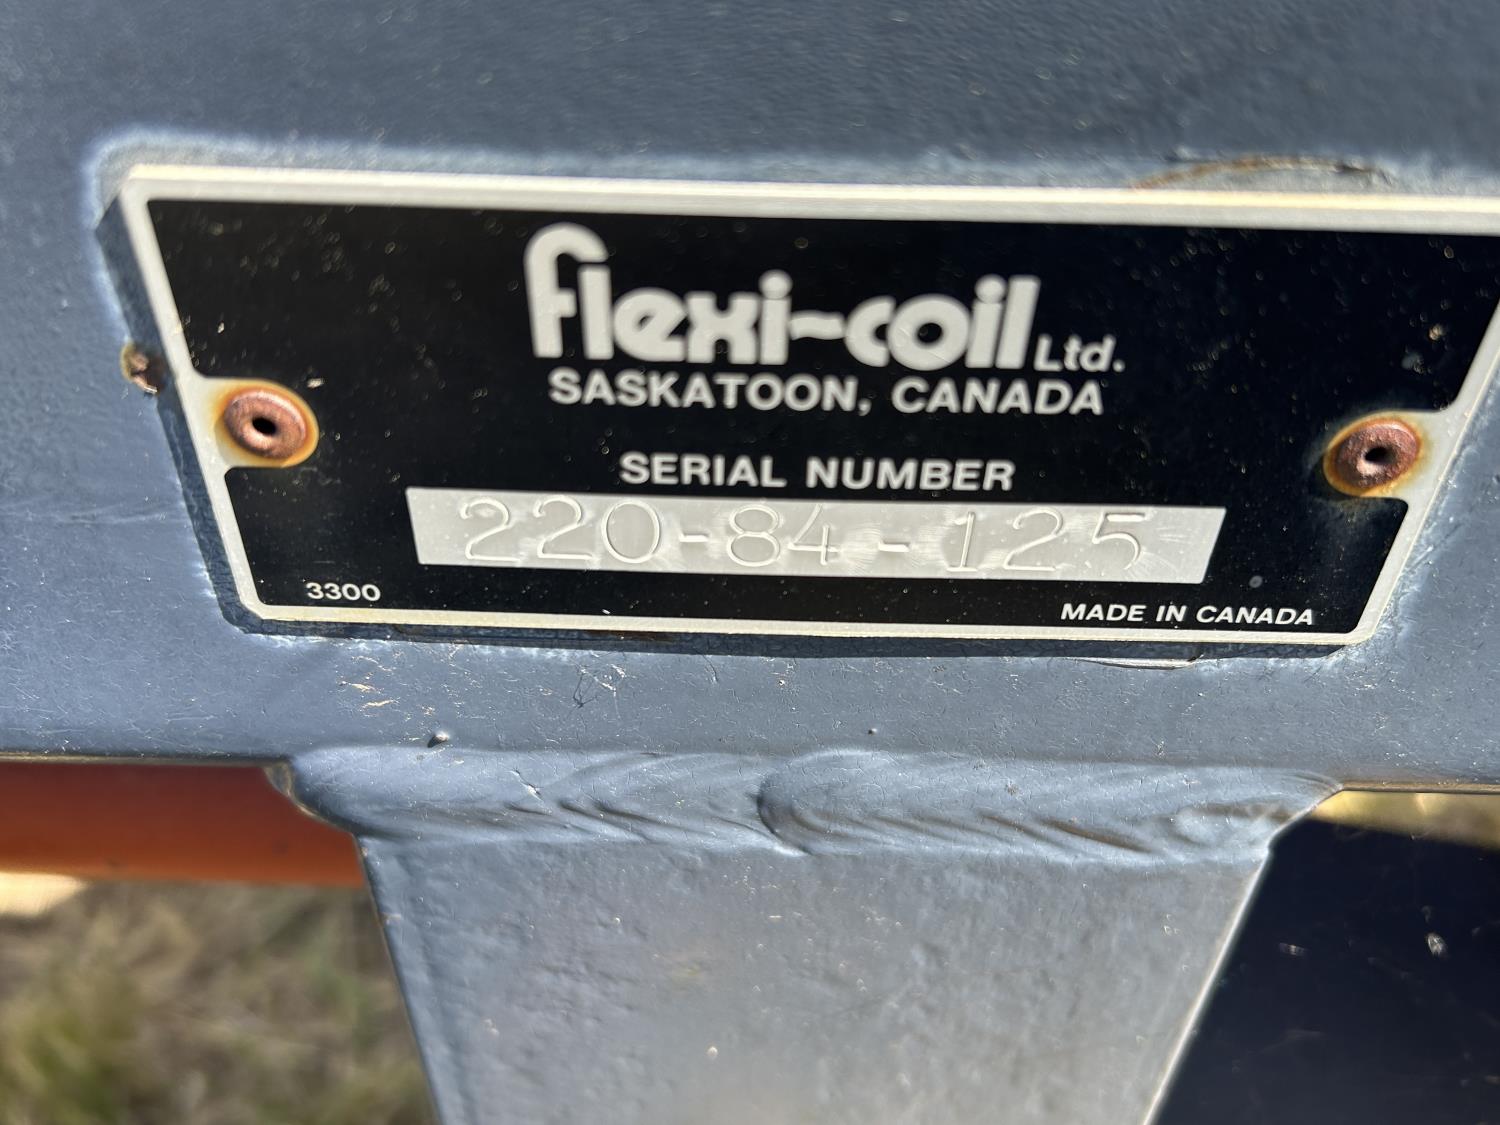 flexi-coil Ltd.
SASKATOON, CANADA
SERIAL NUMBER
220-84-125
3300
MADE IN CANADA